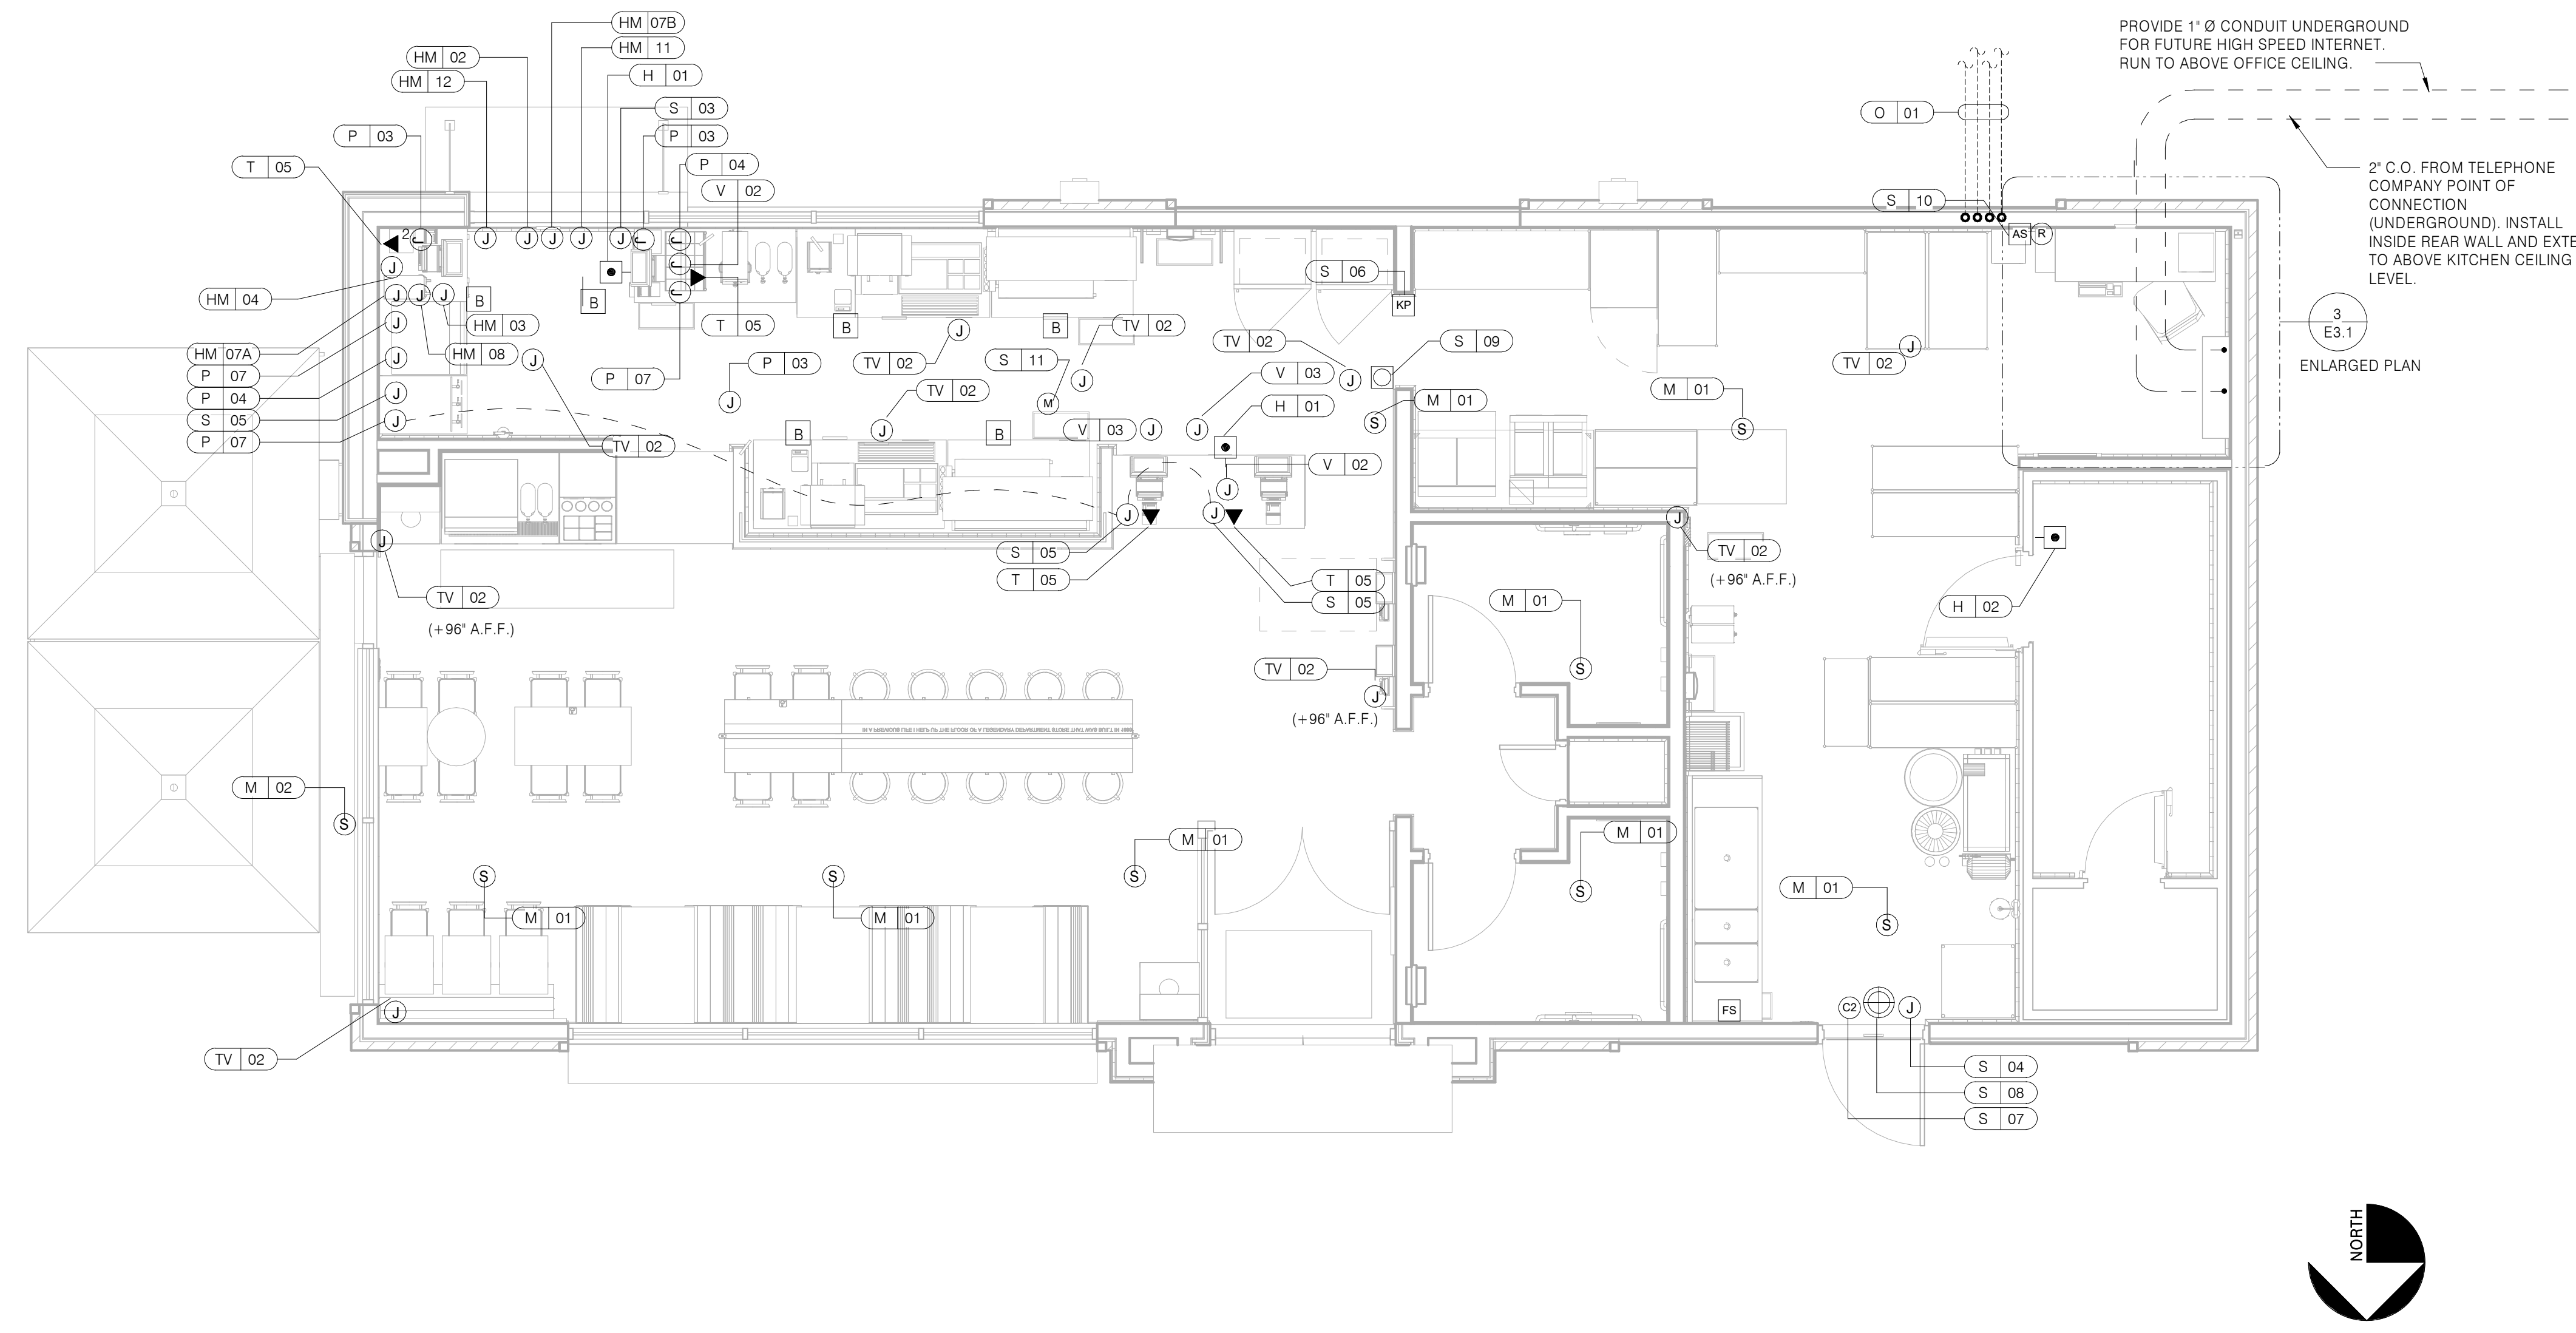 HM 07B
HM 11
HM 02
HM 12
H 01
S 03
P 03
P 03
P 04
T 05
V 02
PROVIDE 1" Ø CONDUIT UNDERGROUND
FOR FUTURE HIGH SPEED INTERNET.
RUN TO ABOVE OFFICE CEILING.
O 01
2" C.O. FROM TELEPHONE
COMPANY POINT OF
CONNECTION
(UNDERGROUND). INSTALL
INSIDE REAR WALL AND EXTE
TO ABOVE KITCHEN CEILING
LEVEL.
S 10
AS R
2 J J J J J J J J
J
J
J
S 06
KP
HM 04
J J J B
B
B
B
HM 03
T 05
TV 02
J
J
TV 02
S 09
3
E3.1
ENLARGED PLAN
HM 07A
HM 08
J
P 07
P 07
P 04
S 05
P 07
J
J
J
P 03
J
TV 02
S 11
M
J
J
V 03
TV 02
J
TV 02
M 01
S
M 01
S
H 01
TV 02
B
J
B
V 03
J
J
V 02
J
J
J
S 05
T 05
T 05
S 05
J
TV 02
(+96" A.F.F.)
J
TV 02
(+96" A.F.F.)
H 02
M 01
S
TV 02
J
(+96" A.F.F.)
M 02
S
M 01
S
S
M 01
S
M 01
M 01
S
M 01
S
J
TV 02
FS
C2
J
S 04
S 08
S 07
NORTH